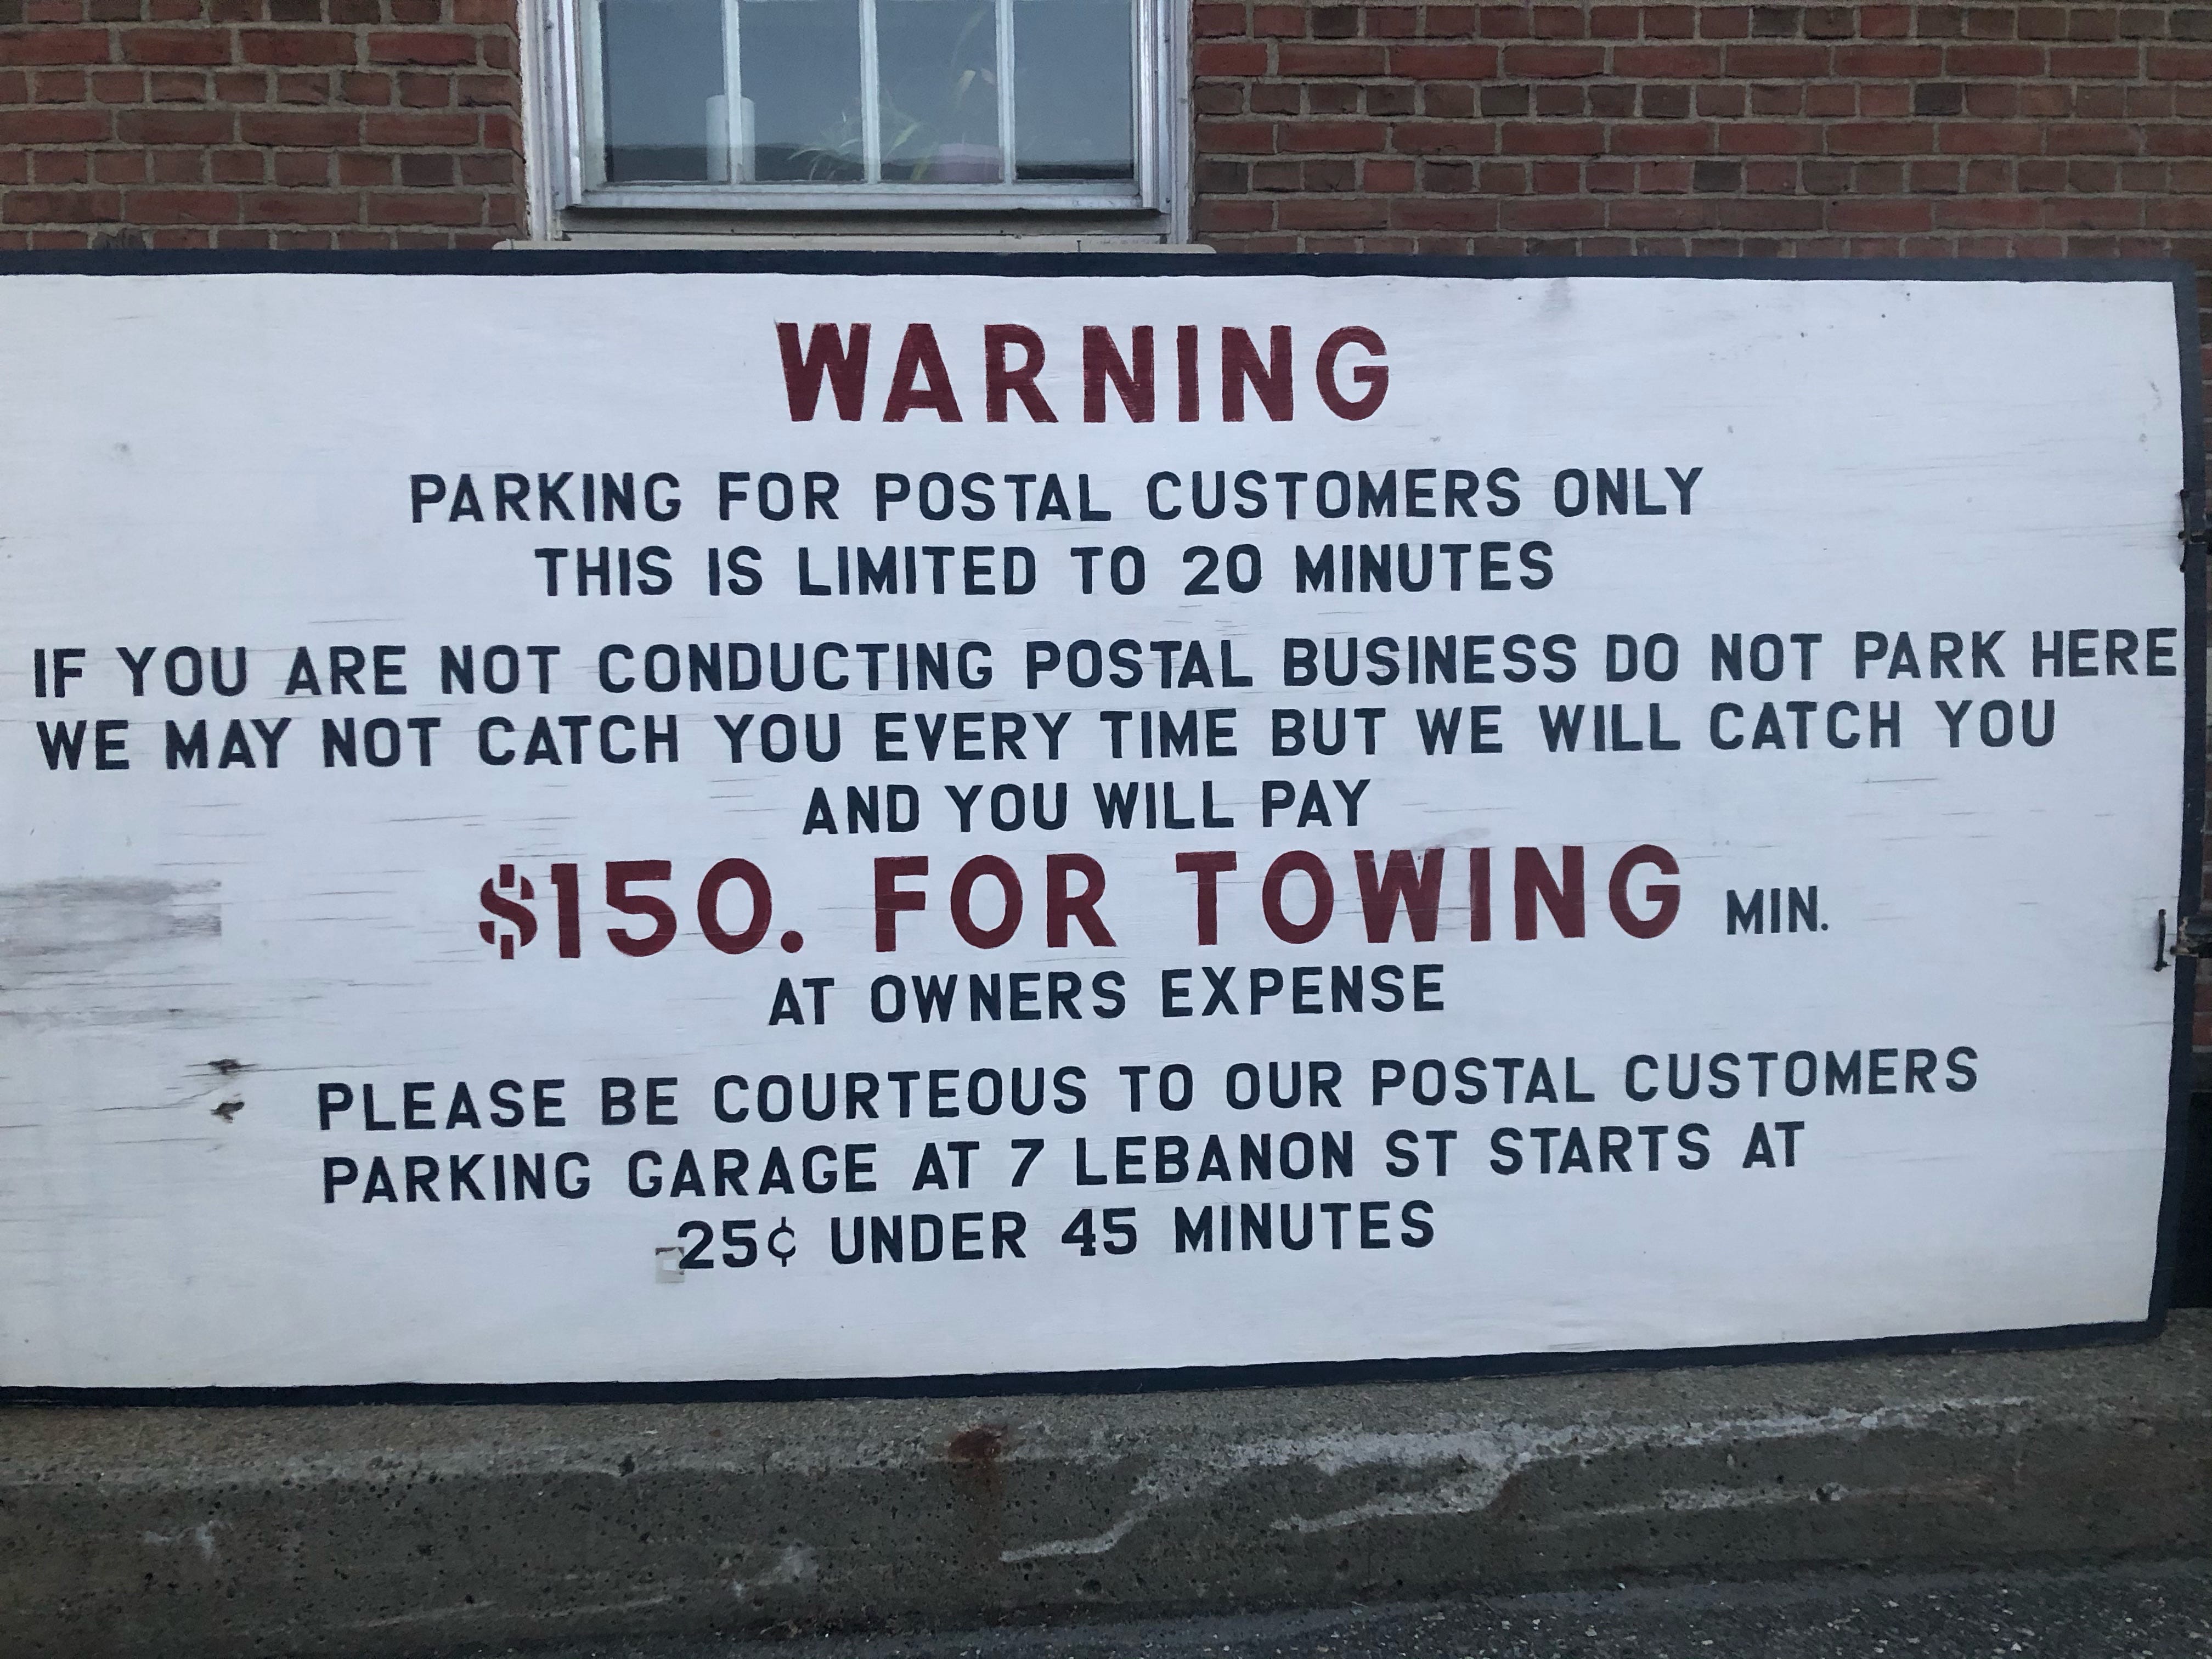 WARNING
PARKING FOR POSTAL CUSTOMERS ONLY
THIS IS LIMITED TO 20 MINUTES
IF YOU ARE NOT CONDUCTING POSTAL BUSINESS DO NOT PARK HERE
WE MAY NOT CATCH YOU EVERY TIME BUT WE WILL CATCH YOU
AND YOU WILL PAY
$150. FOR TOWING MIN.
AT OWNERS EXPENSE
PLEASE BE COURTEOUS TO OUR POSTAL CUSTOMERS
PARKING GARAGE AT 7 LEBANON ST STARTS AT
25¢ UNDER 45 MINUTES